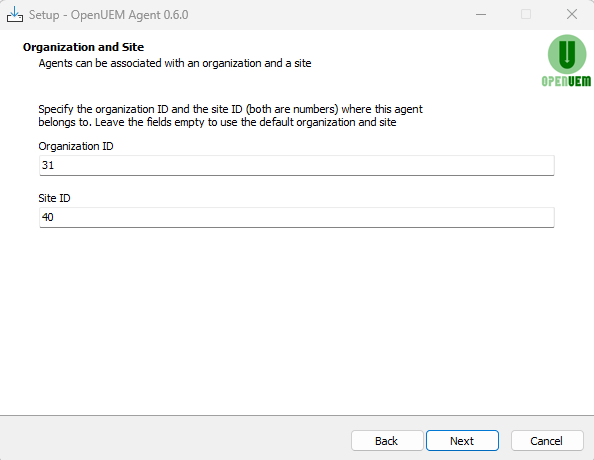 Setup - OpenUEM Agent 0.6.0
Organization and Site
Agents can be associated with an organization and a site
OPENUEM
Specify the organization ID and the site ID (both are numbers) where this agent
belongs to. Leave the fields empty to use the default organization and site
Organization ID
31
Site ID
40
Back
Next
Cancel